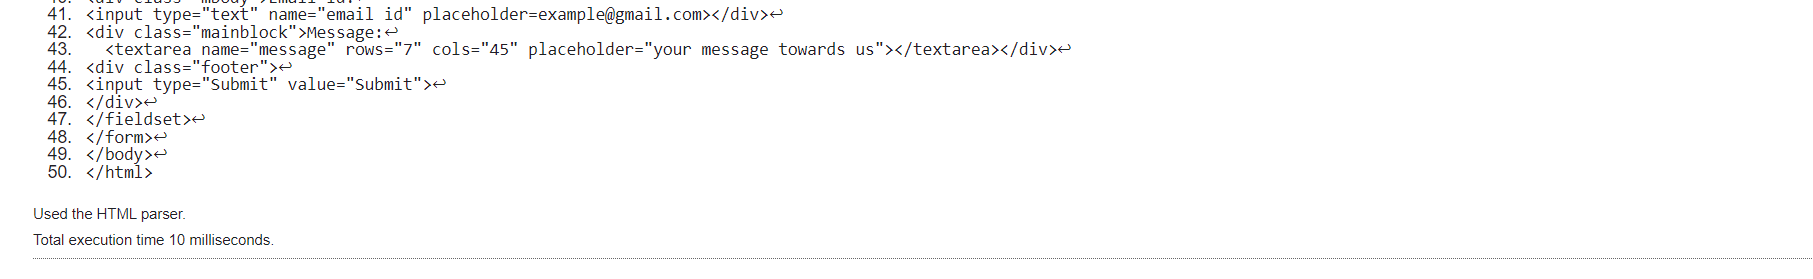 41. <input type="text" name="email id" placeholder=example@gmail.com></div>↩
42. <div class="mainblock">Message:↩
43.   <textarea name="message" rows="7" cols="45" placeholder="your message towards us"></textarea></div>↩
44. <div class="footer">↩
45. <input type="Submit" value="Submit">↩
46. </div>↩
47. </fieldset>↩
48. </form>↩
49. </body>↩
50. </html>
Used the HTML parser.
Total execution time 10 milliseconds.